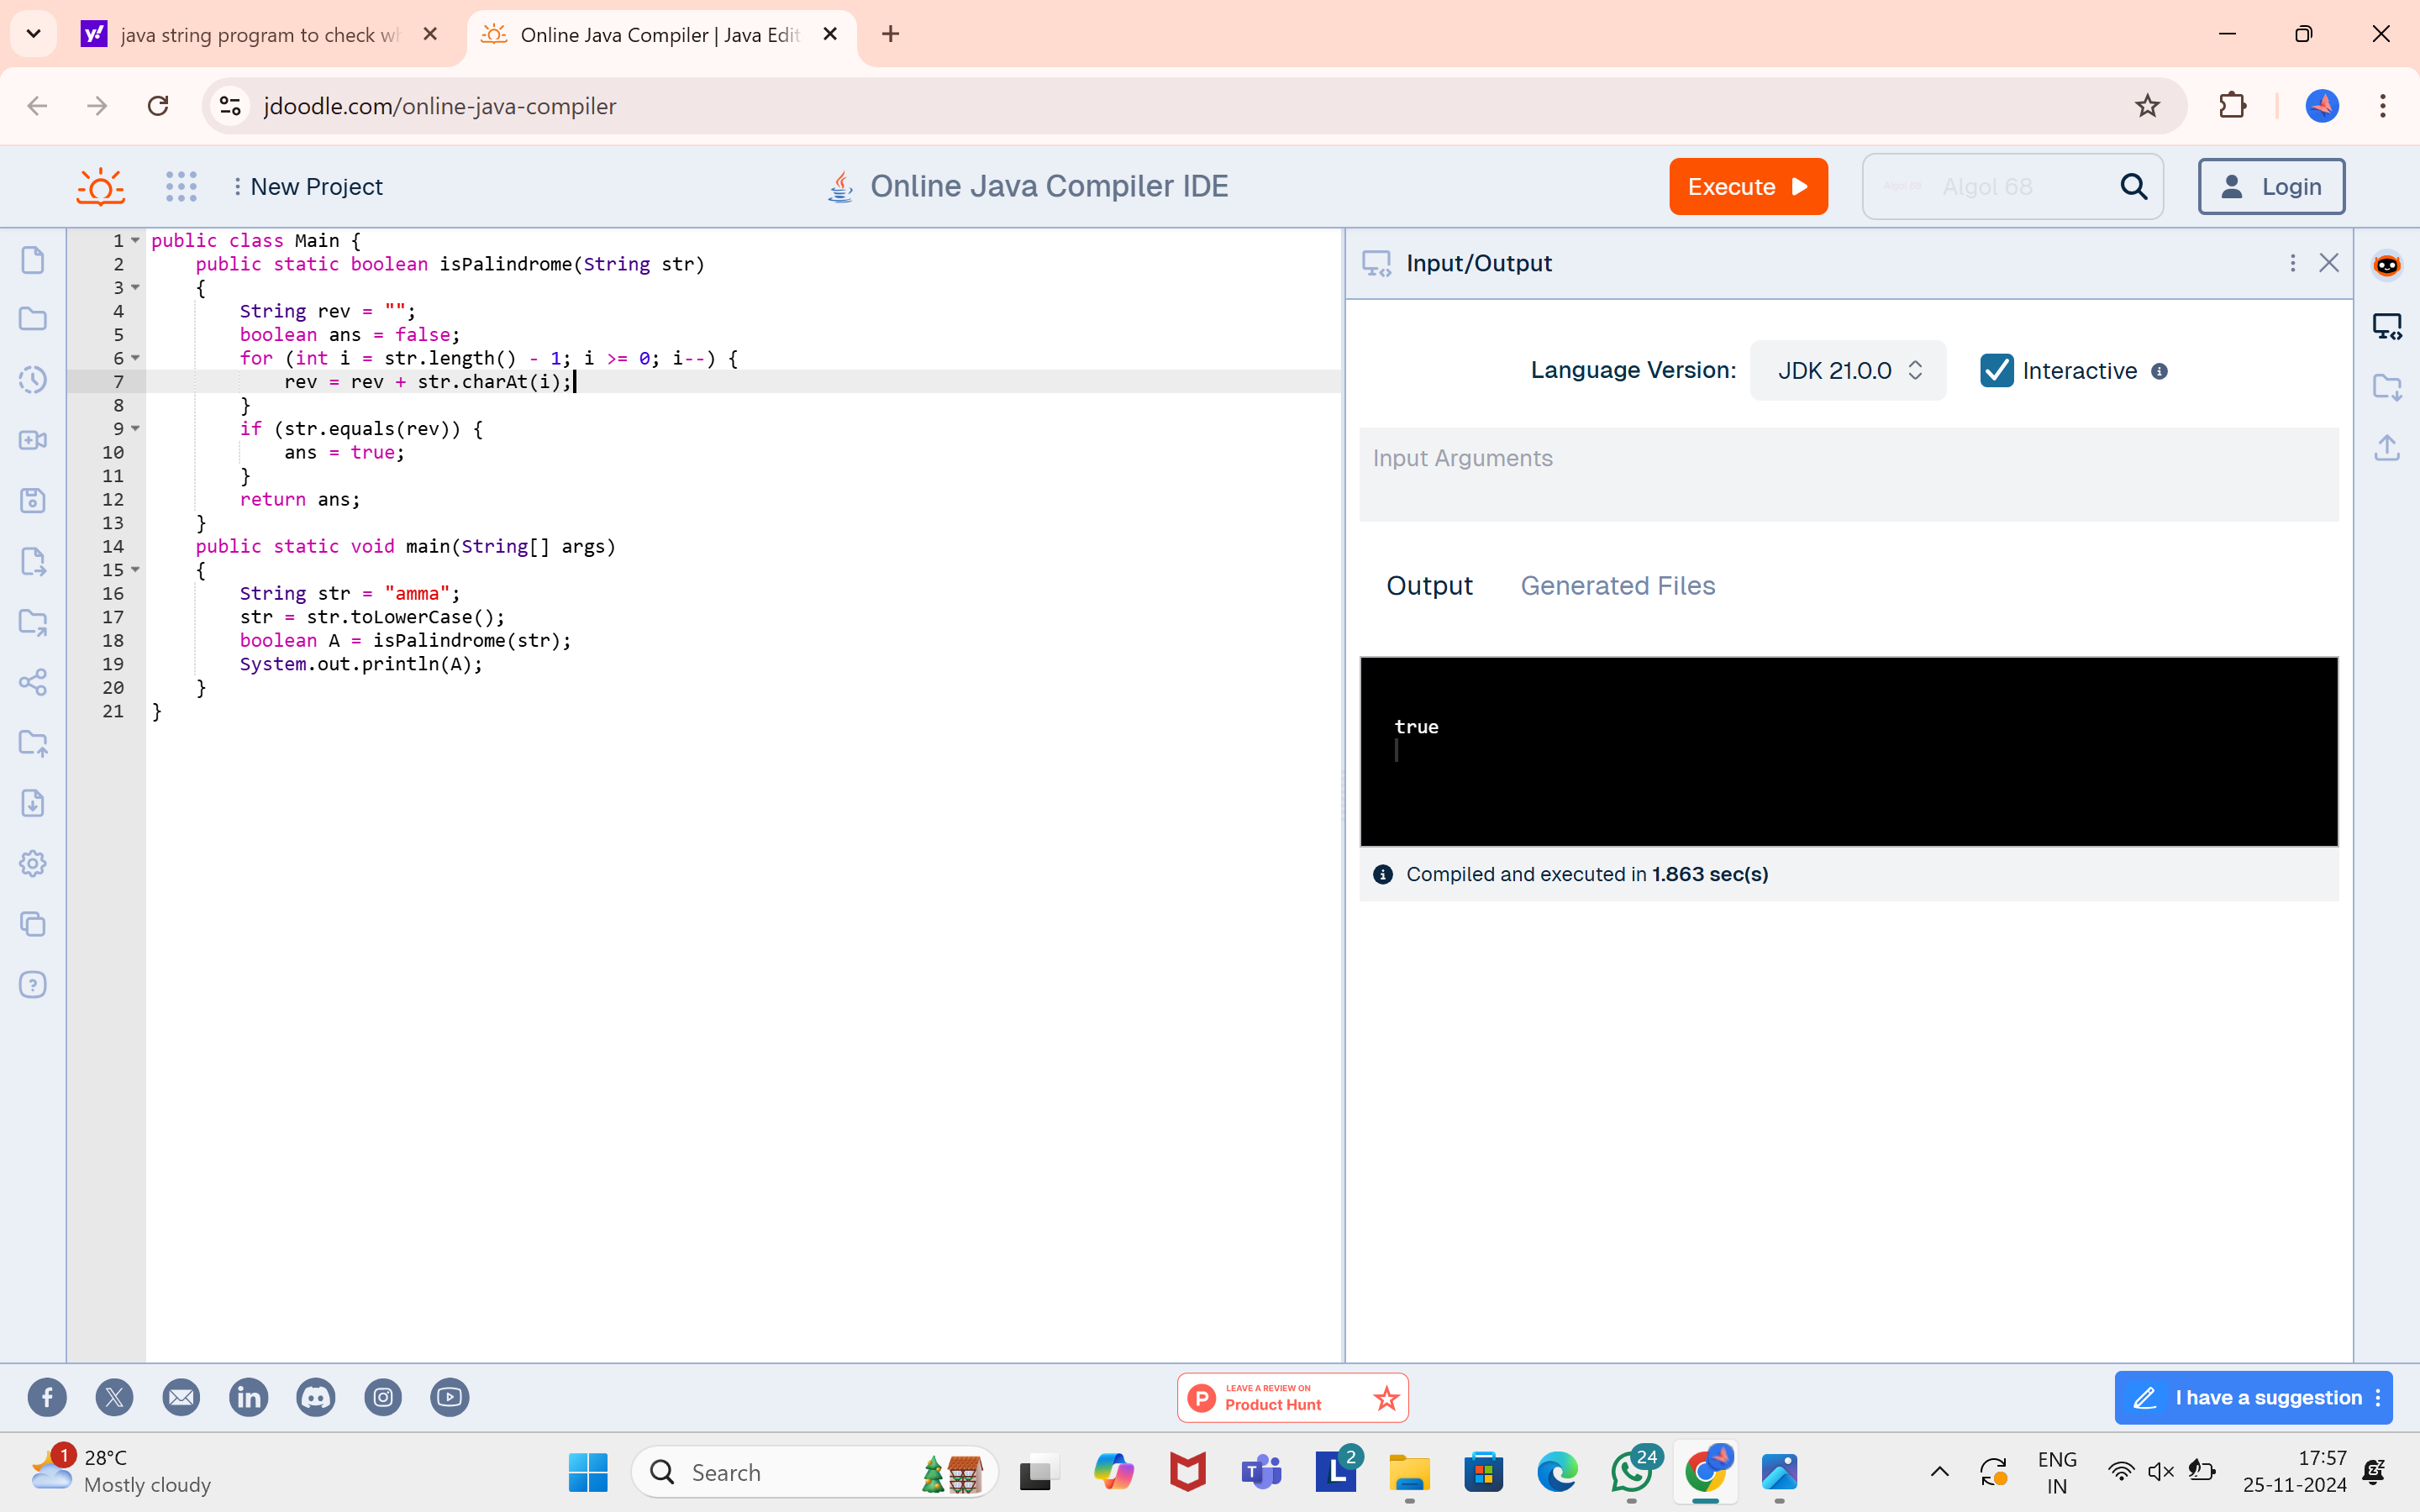 java string program to check wh
Online Java Compiler | Java Edit
jdoodle.com/online-java-compiler
New Project
Online Java Compiler IDE
Execute
Algol 68
Algol 68
Login
1 public class Main {
2 public static boolean isPalindrome(String str)
3 {
4 String rev = "";
5 boolean ans = false;
6 for (int i = str.length() - 1; i >= 0; i--) {
7 rev = rev + str.charAt(i);
8 }
9 if (str.equals(rev)) {
10 ans = true;
11 }
12 return ans;
13 }
14 public static void main(String[] args)
15 {
16 String str = "amma";
17 str = str.toLowerCase();
18 boolean A = isPalindrome(str);
19 System.out.println(A);
20 }
21 }
Input/Output
Language Version:
JDK 21.0.0
Interactive
Input Arguments
Output
Generated Files
true
Compiled and executed in 1.863 sec(s)
LEAVE A REVIEW ON
Product Hunt
I have a suggestion
1
28°C
Mostly cloudy
Search
2
24
ENG
IN
17:57
25-11-2024